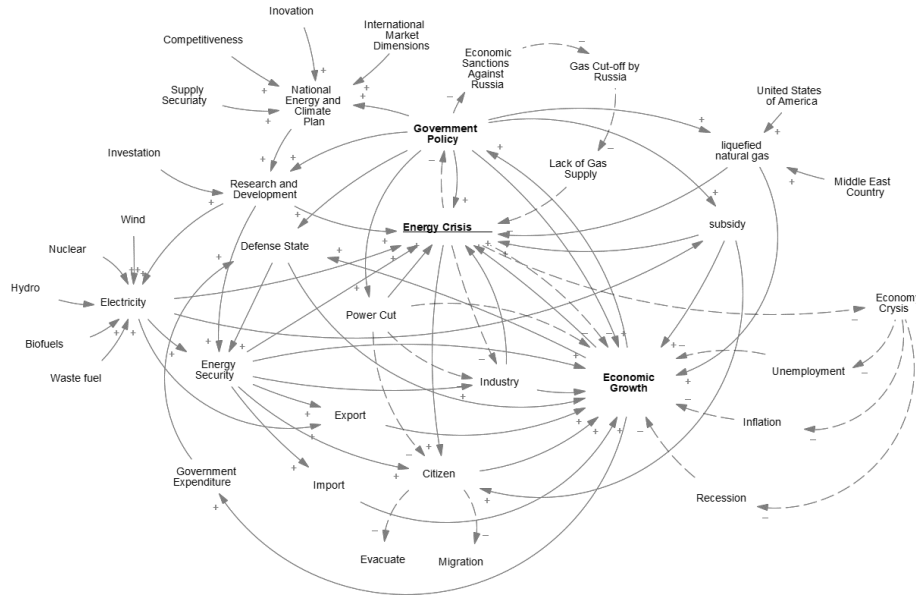 Inovation
International
Market
Dimensions
Competitiveness
Economic
Sanctions
Against
Russia
Gas Cut-off by
Russia
Supply
Securiaty
National
Energy and
Climate
Plan
United States
of America
Government
Policy
liquefied
natural gas
Investation
Lack of Gas
Supply
Research and
Development
Middle East
Country
Wind
Energy Crisis
subsidy
Nuclear
Defense State
Hydro
Electricity
Econom
Crysis
Power Cut
Biofuels
Waste fuel
Energy
Security
Industry
Economic
Growth
Unemployment
Export
Inflation
Government
Expenditure
Import
Citizen
Recession
Evacuate
Migration